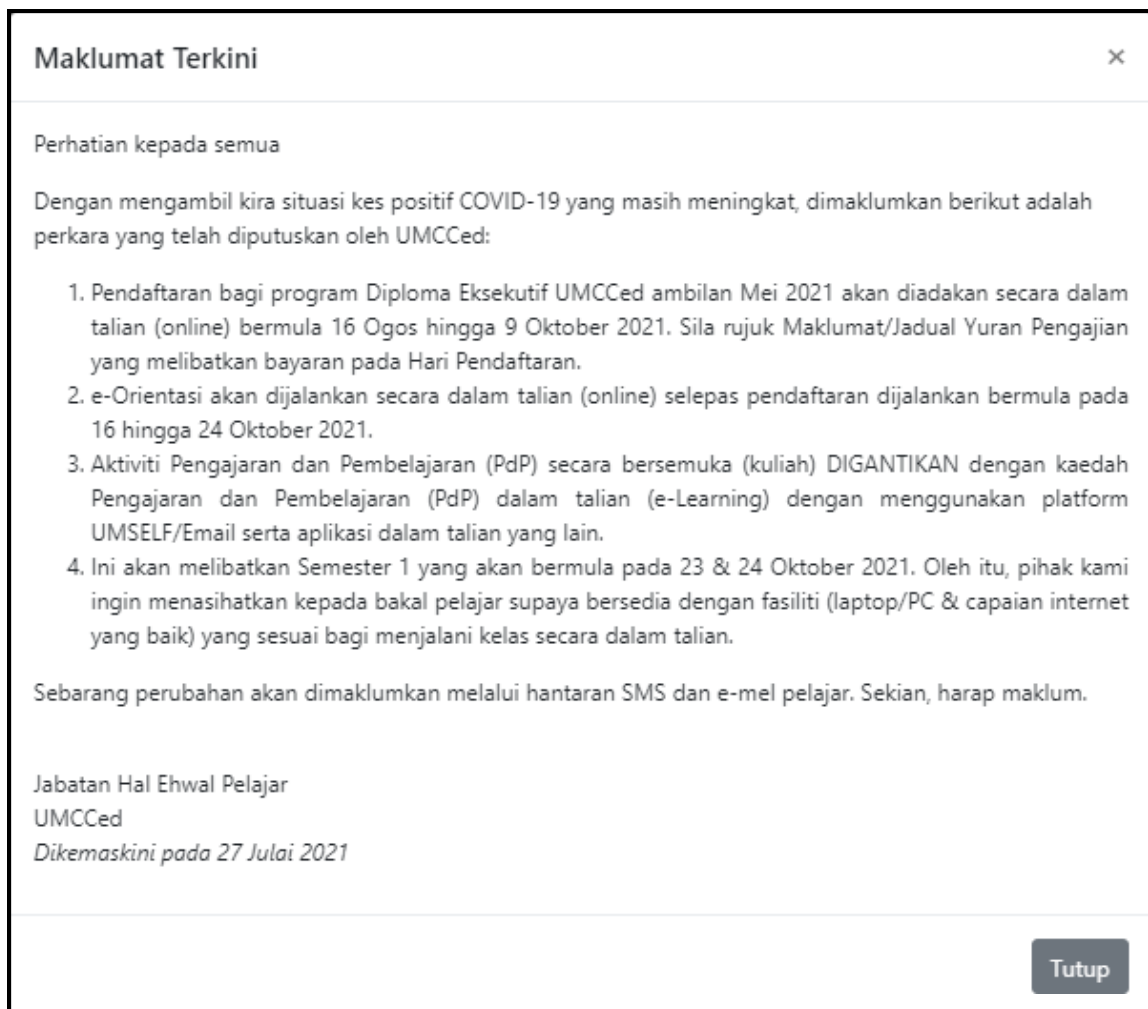 Maklumat Terkini
×
Perhatian kepada semua
Dengan mengambil kira situasi kes positif COVID-19 yang masih meningkat, dimaklumkan berikut adalah
perkara yang telah diputuskan oleh UMCCed:
1. Pendaftaran bagi program Diploma Eksekutif UMCCed ambilan Mei 2021 akan diadakan secara dalam
talian (online) bermula 16 Ogos hingga 9 Oktober 2021. Sila rujuk Maklumat/Jadual Yuran Pengajian
yang melibatkan bayaran pada Hari Pendaftaran.
2. e-Orientasi akan dijalankan secara dalam talian (online) selepas pendaftaran dijalankan bermula pada
16 hingga 24 Oktober 2021.
3. Aktiviti Pengajaran dan Pembelajaran (PdP) secara bersemuka (kuliah) DIGANTIKAN dengan kaedah
Pengajaran dan Pembelajaran (PdP) dalam talian (e-Learning) dengan menggunakan platform
UMSELF/Email serta aplikasi dalam talian yang lain.
4. Ini akan melibatkan Semester 1 yang akan bermula pada 23 & 24 Oktober 2021. Oleh itu, pihak kami
ingin menasihatkan kepada bakal pelajar supaya bersedia dengan fasiliti (laptop/PC & capaian internet
yang baik) yang sesuai bagi menjalani kelas secara dalam talian.
Sebarang perubahan akan dimaklumkan melalui hantaran SMS dan e-mel pelajar. Sekian, harap maklum.
Jabatan Hal Ehwal Pelajar
UMCCed
Dikemaskini pada 27 Julai 2021
Tutup